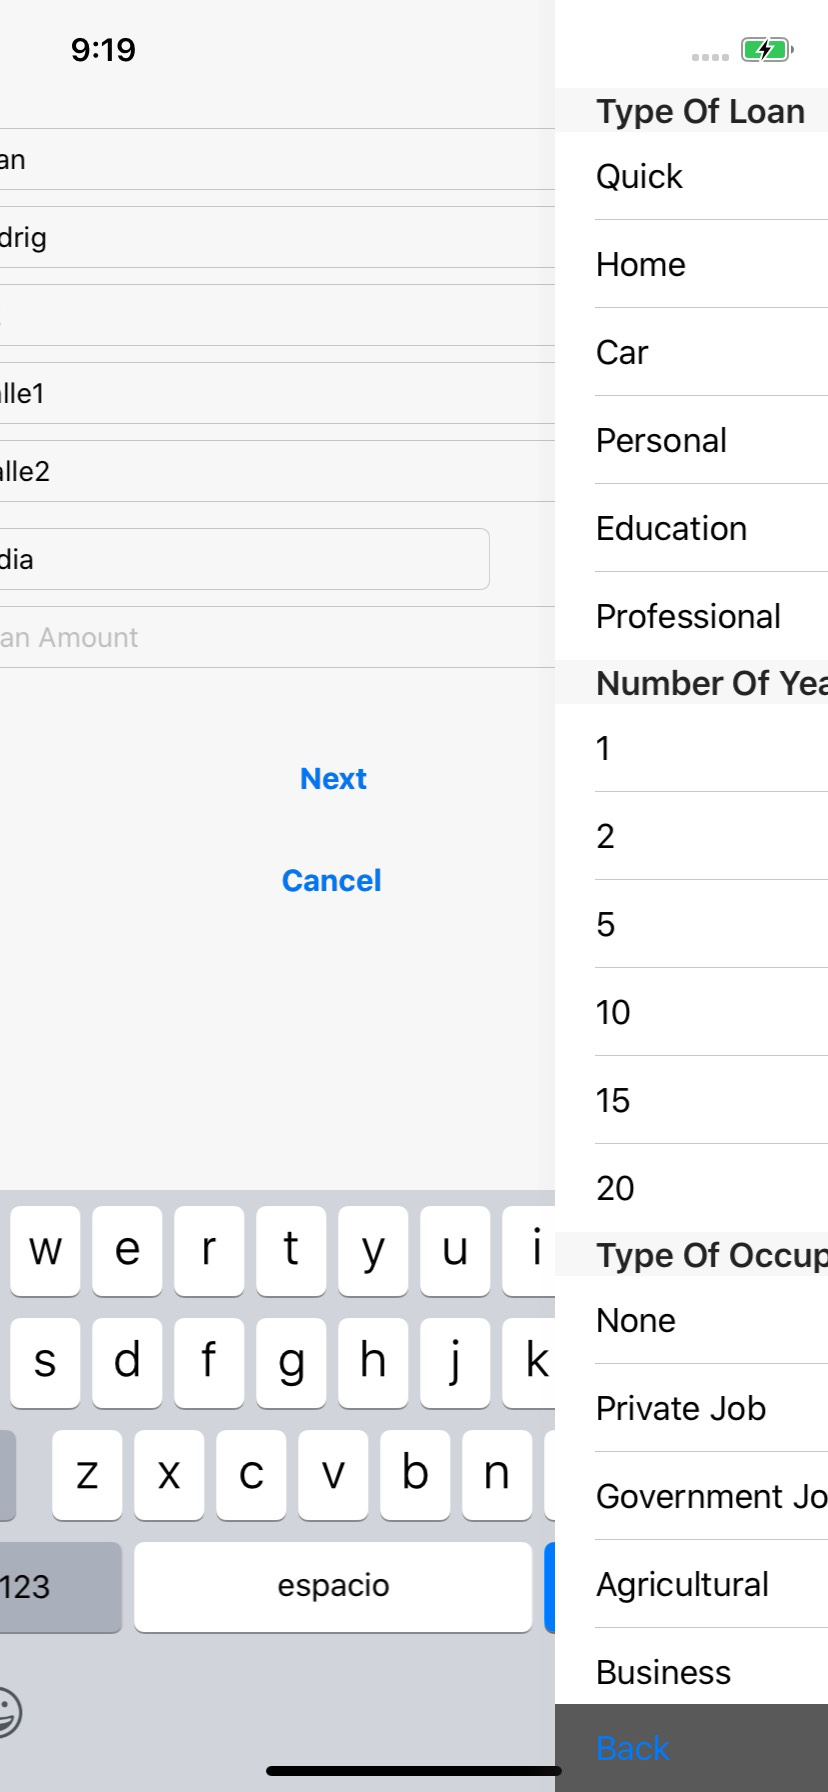 9:19
an
drig
lle1
alle2
dia
an Amount
Next
Cancel
w e r t y u i
s d f g h j k
z x c v b n
123
espacio
Type Of Loan
Quick
Home
Car
Personal
Education
Professional
Number Of Yea
1
2
5
10
15
20
Type Of Occup
None
Private Job
Government Jo
Agricultural
Business
Back